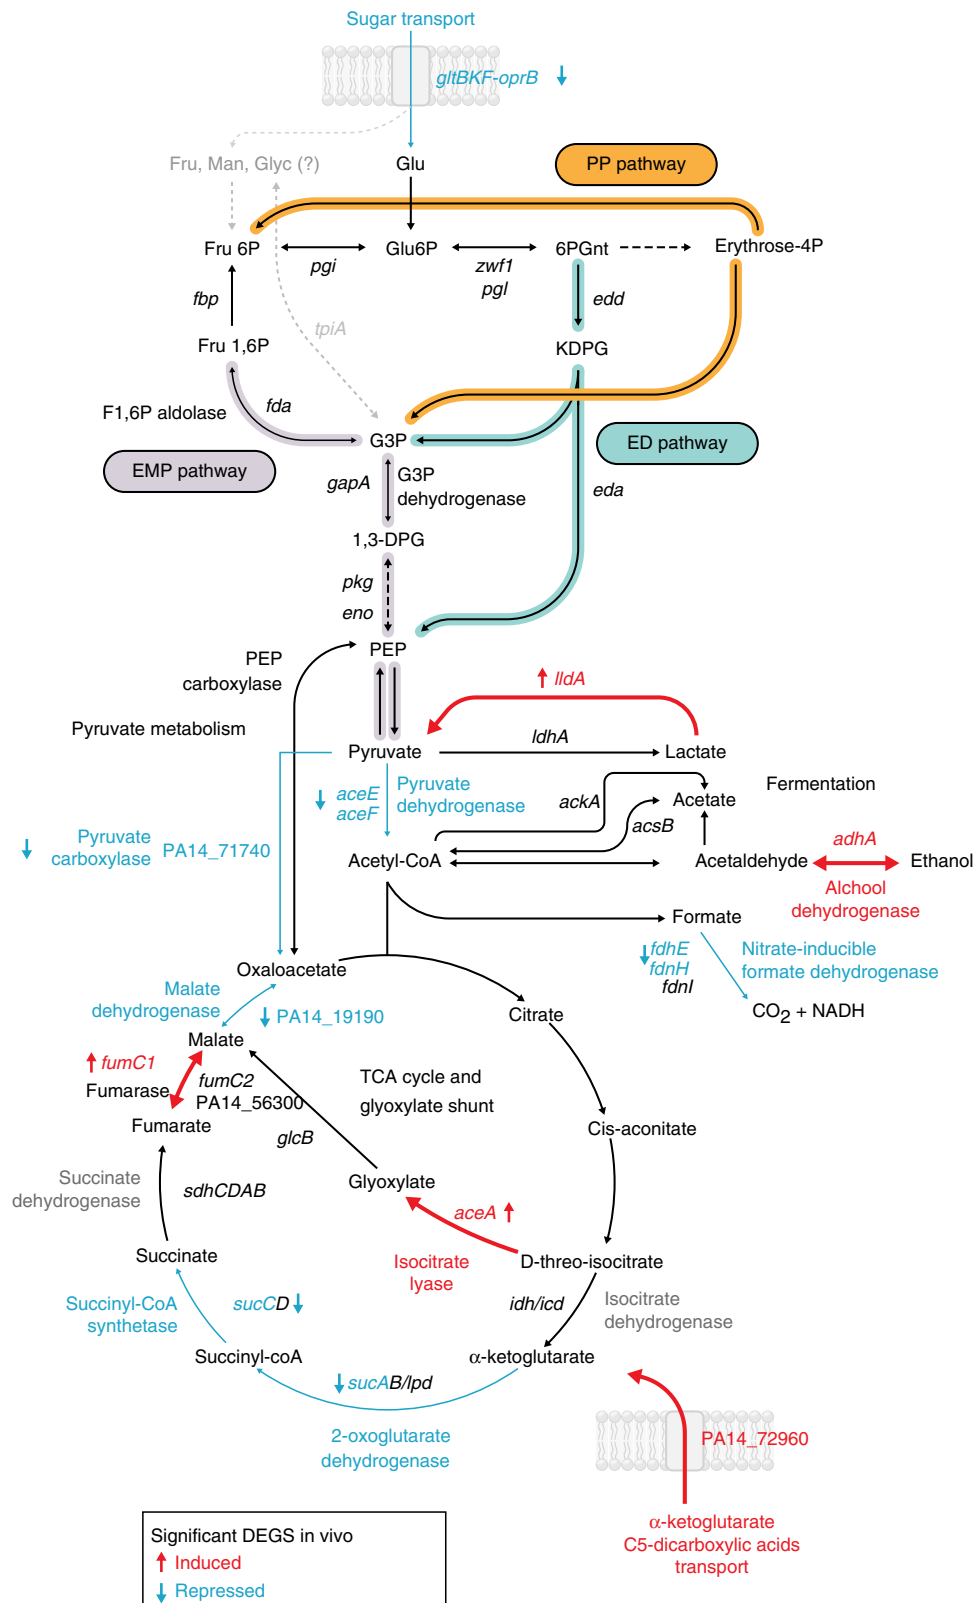 Sugar transport
gltBKF-oprB
Fru, Man, Glyc (?)
Glu
PP pathway
Fru 6P
Glu6P
6PGnt
Erythrose-4P
pgi
zwf1
pgl
fbp
edd
tpiA
Fru 1,6P
KDPG
F1,6P aldolase
fda
G3P
ED pathway
EMP pathway
gapA
G3P
dehydrogenase
eda
1,3-DPG
pkg
eno
PEP
PEP
carboxylase
lldA
Pyruvate metabolism
Pyruvate
ldhA
Lactate
aceE
aceF
Pyruvate
dehydrogenase
ackA
Acetate
Fermentation
acsB
Pyruvate
carboxylase
PA14_71740
Acetyl-CoA
Acetaldehyde
adhA
Ethanol
Alchool
dehydrogenase
Formate
fdhE
fdnH
fdnI
Nitrate-inducible
formate dehydrogenase
CO2 + NADH
Oxaloacetate
Malate
dehydrogenase
PA14_19190
Citrate
Malate
fumC1
Fumarase
fumC2
PA14_56300
TCA cycle and
glyoxylate shunt
Fumarate
glcB
Cis-aconitate
Succinate
dehydrogenase
sdhCDAB
Glyoxylate
aceA
Isocitrate
lyase
D-threo-isocitrate
Succinate
idh/icd
Isocitrate
dehydrogenase
Succinyl-CoA
synthetase
sucCD
Succinyl-coA
α-ketoglutarate
sucAB/lpd
2-oxoglutarate
dehydrogenase
PA14_72960
α-ketoglutarate
C5-dicarboxylic acids
transport
Significant DEGS in vivo
Induced
Repressed